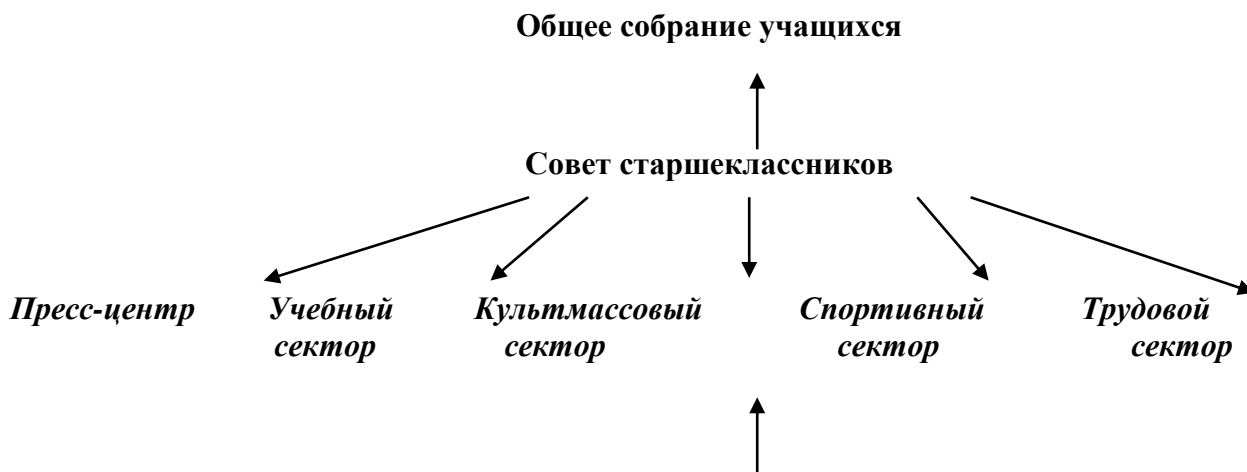 Общее собрание учащихся
Совет старшеклассников
Пресс-центр Учебный Культмассовый Спортивный Трудовой
сектор сектор сектор сектор